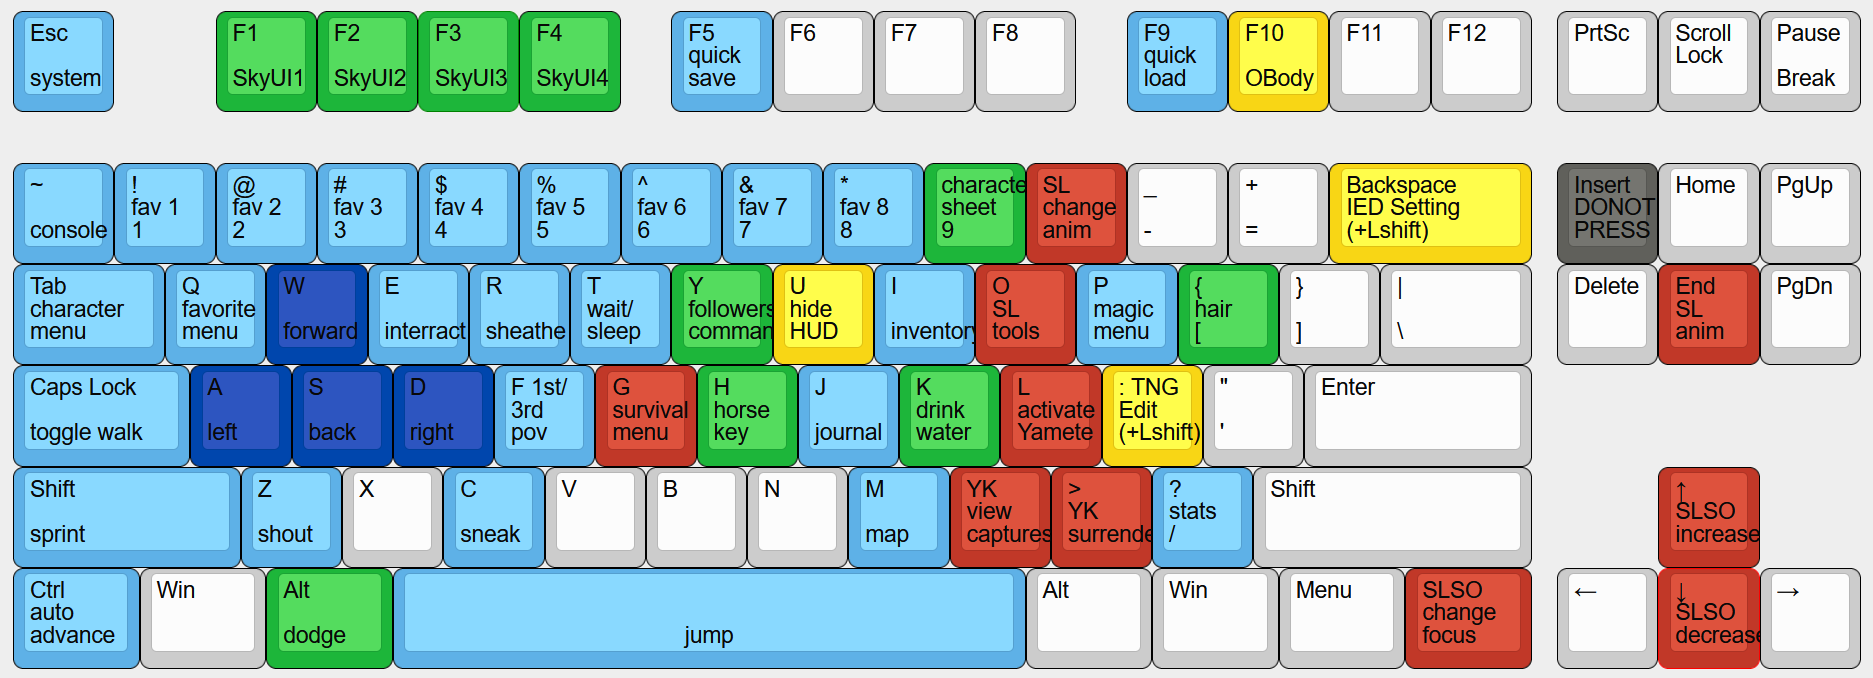 Esc
system
F1
SkyUI1
F2
SkyUI2
F3
SkyUI3
F4
SkyUI4
F5
quick
save
F6
F7
F8
F9
quick
load
F10
OBody
F11
F12
PrtSc
Scroll
Lock
Pause
Break
~
console
!
fav 1
1
@
fav 2
2
#
fav 3
3
$
fav 4
4
%
fav 5
5
^
fav 6
6
&
fav 7
7
*
fav 8
8
characte
sheet
9
SL
change
anim
_
-
+
=
Backspace
IED Setting
(+Lshift)
Insert
DONOT
PRESS
Home
PgUp
Tab
character
menu
Q
favorite
menu
W
forward
E
interract
R
sheathe
T
wait/
sleep
Y
followers
comman
U
hide
HUD
I
inventory
O
SL
tools
P
magic
menu
{
hair
[
}
]
|
\
Delete
End
SL
anim
PgDn
Caps Lock
toggle walk
A
left
S
back
D
right
F 1st/
3rd
pov
G
survival
menu
H
horse
key
J
journal
K
drink
water
L
activate
Yamete
: TNG
Edit
(+Lshift)
"
'
Enter
Shift
sprint
Z
shout
X
C
sneak
V
B
N
M
map
YK
view
captures
>
YK
surrende
?
stats
/
Shift
↑
SLSO
increase
Ctrl
auto
advance
Win
Alt
dodge
jump
Alt
Win
Menu
SLSO
change
focus
←
↓
SLSO
decrease
→